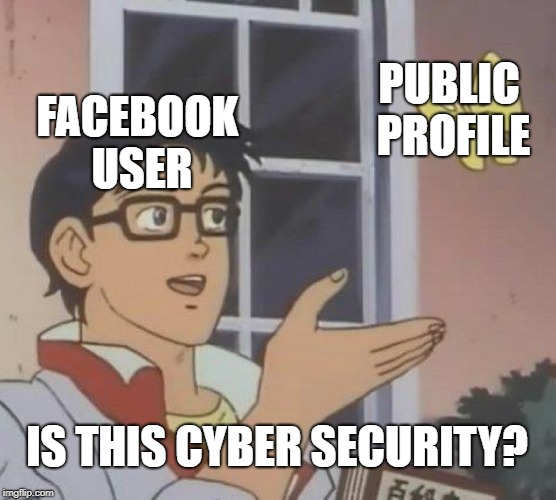 FACEBOOK
USER
PUBLIC
PROFILE
IS THIS CYBER SECURITY?
imgflip.com